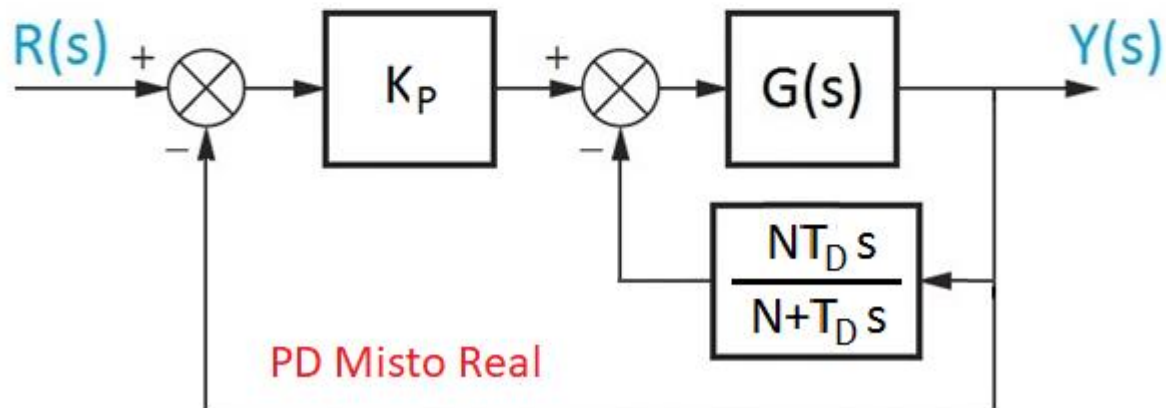 R(s)
+
−
K_P
+
−
G(s)
Y(s)
NT_D s
N+T_D s
PD Misto Real